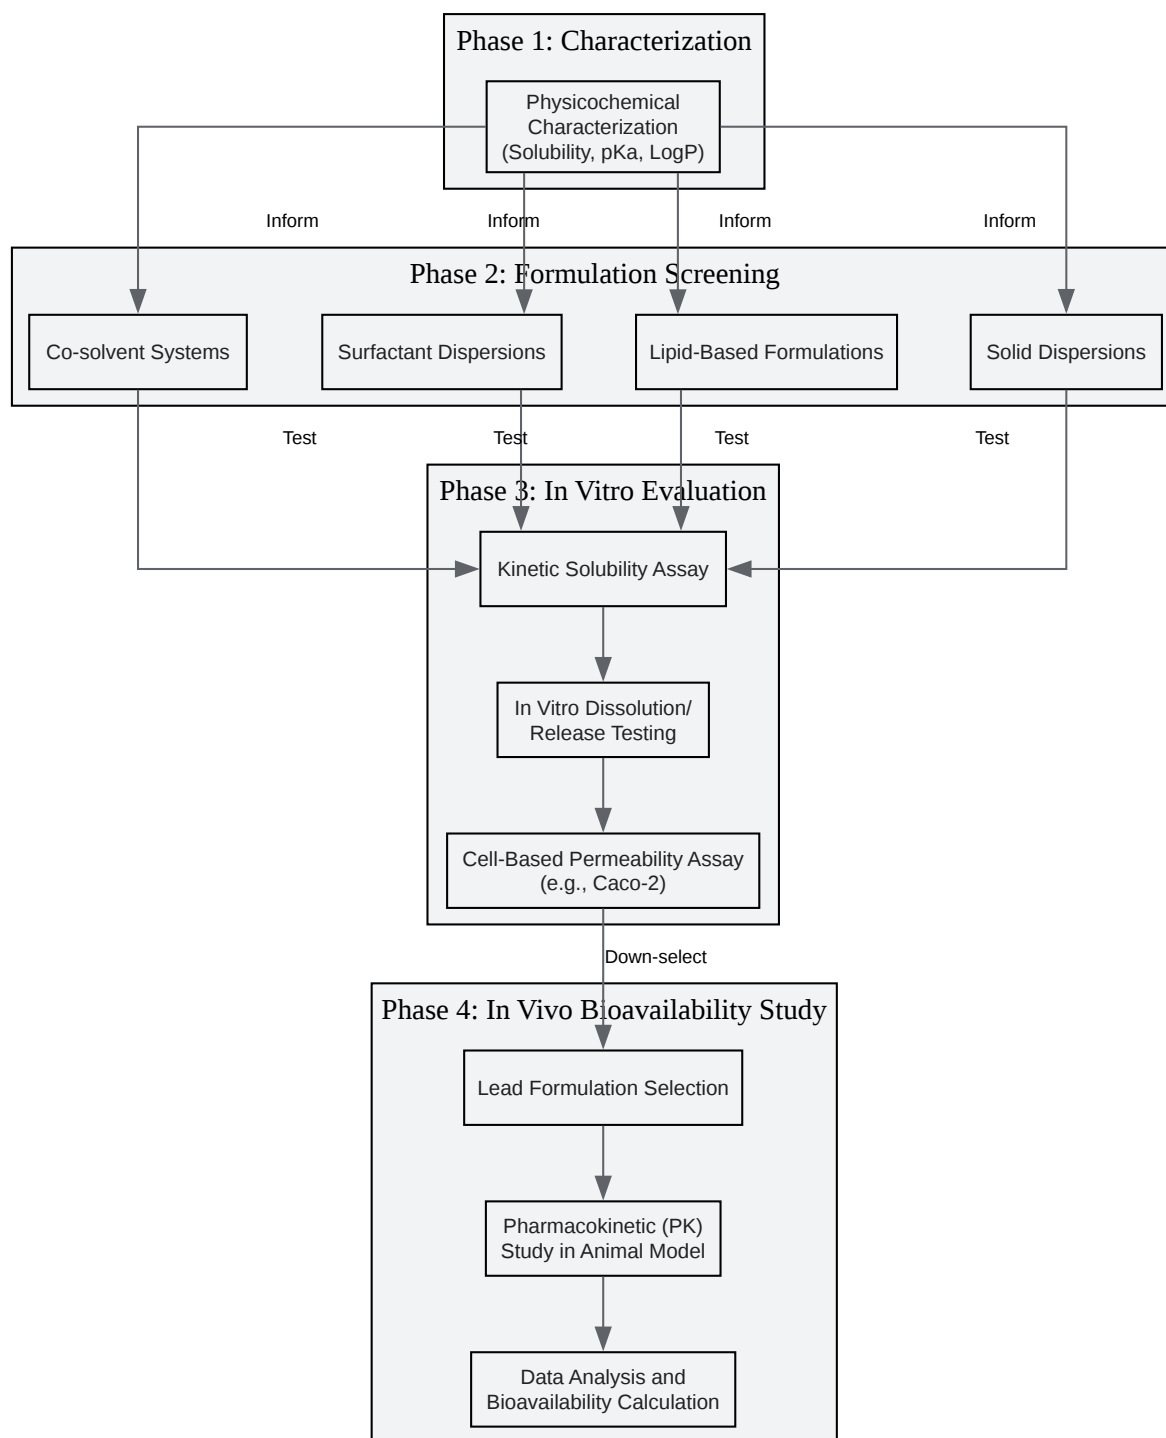 Phase 1: Characterization
Physicochemical
Characterization
(Solubility, pKa, LogP)
Inform
Inform
Inform
Inform
Phase 2: Formulation Screening
Co-solvent Systems
Surfactant Dispersions
Lipid-Based Formulations
Solid Dispersions
Test
Test
Test
Test
Phase 3: In Vitro Evaluation
Kinetic Solubility Assay
In Vitro Dissolution/
Release Testing
Cell-Based Permeability Assay
(e.g., Caco-2)
Down-select
Phase 4: In Vivo Bioavailability Study
Lead Formulation Selection
Pharmacokinetic (PK)
Study in Animal Model
Data Analysis and
Bioavailability Calculation